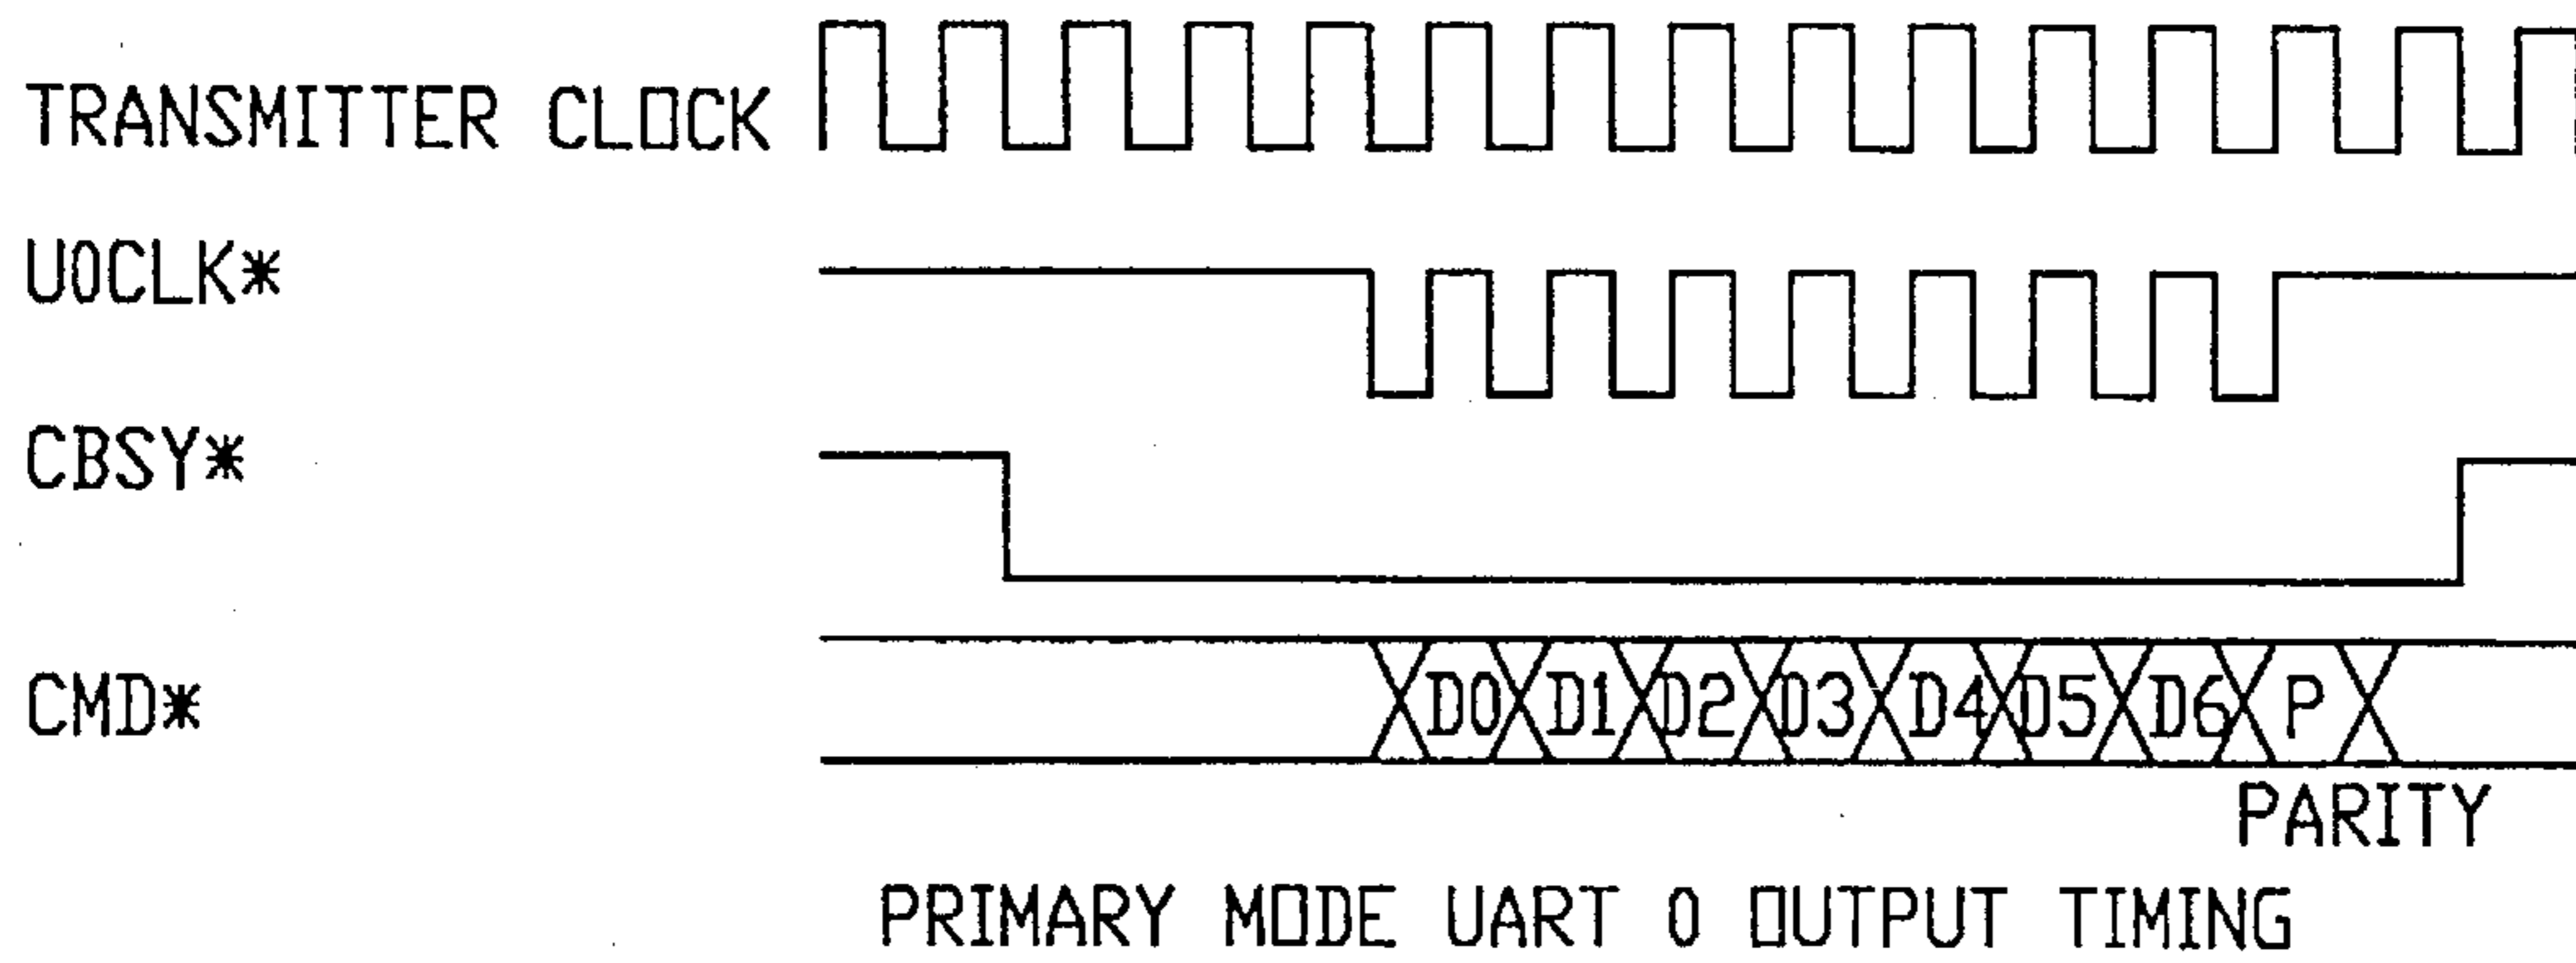 TRANSMITTER CLOCK
U0CLK*
CBSY*
CMD*
D0 D1 D2 D3 D4 D5 D6 P
PARITY
PRIMARY MODE UART 0 OUTPUT TIMING